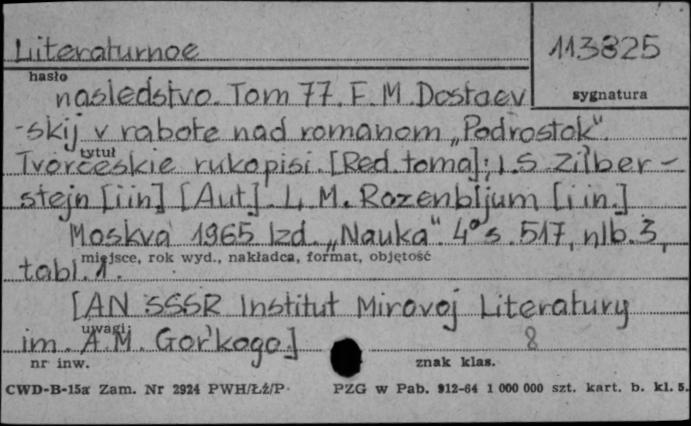 Literaturnoe
113825
hasło
sygnatura
nasledstvo. Tom 77. F. M. Dostoev
-skij v rabote nad romanom „Podrostok".
tytuł
Tvorčeskie rukopisi. [Red. toma]: I. S. Zil'ber-
stejn [i in] [Aut]. L. M. Rozenbljum [i in.]
Moskva 1965 Izd. „Nauka". 4° s. 517, nlb. 3,
miejsce, rok wyd., nakładca, format, objętość
tabl. 1.
[AN SSSR Institut Mirovoj Literatury
uwagi:
im. A. M. Gor'kogo]
8
nr inw.
znak klas.
CWD-B-15a Zam. Nr 2924 PWH/Łź/P.
PZG w Pab. 912-64 1 000 000 szt. kart. b. kl. 5.